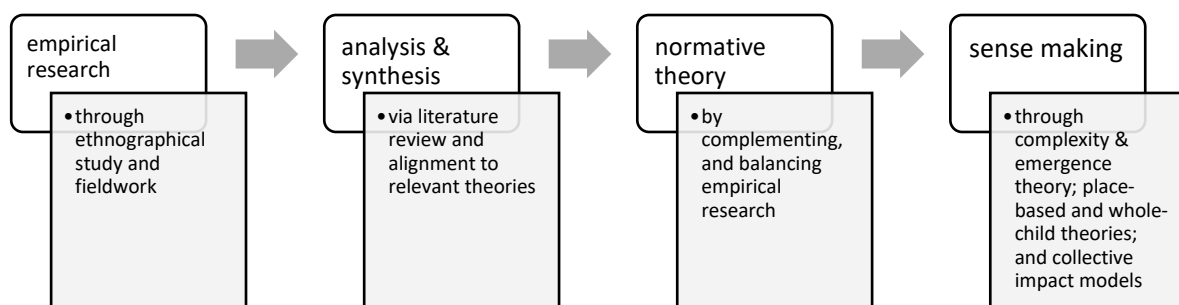 empirical
research
•through
ethnographical
study and
fieldwork
analysis &
synthesis
•via literature
review and
alignment to
relevant theories
normative
theory
•by
complementing,
and balancing
empirical
research
sense making
•through
complexity &
emergence
theory; place-
based and whole-
child theories;
and collective
impact models